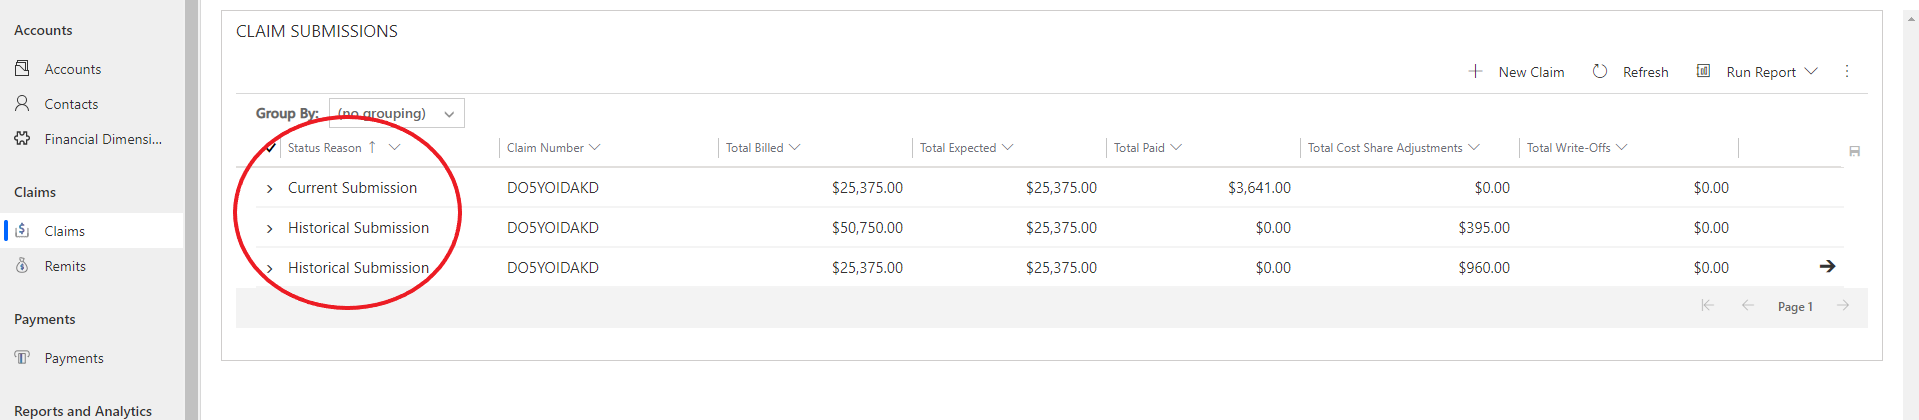 Accounts
Accounts
Contacts
Financial Dimensi...
Claims
Claims
Remits
Payments
Payments
Reports and Analytics
CLAIM SUBMISSIONS
New Claim Refresh Run Report
Group By: (no grouping)
Status Reason Claim Number Total Billed Total Expected Total Paid Total Cost Share Adjustments Total Write-Offs
Current Submission DO5YOIDAKD $25,375.00 $25,375.00 $3,641.00 $0.00 $0.00
Historical Submission DO5YOIDAKD $50,750.00 $25,375.00 $0.00 $395.00 $0.00
Historical Submission DO5YOIDAKD $25,375.00 $25,375.00 $0.00 $960.00 $0.00
Page 1